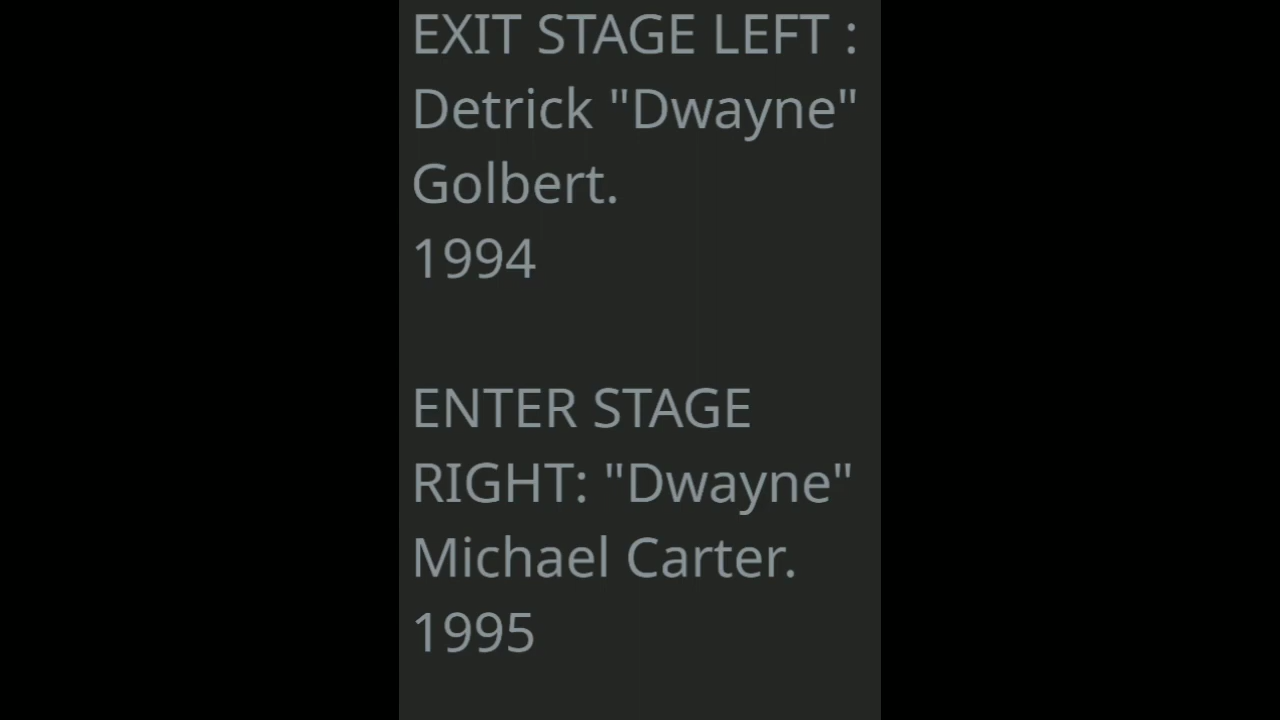 EXIT STAGE LEFT :
Detrick "Dwayne"
Golbert.
1994
ENTER STAGE
RIGHT: "Dwayne"
Michael Carter.
1995